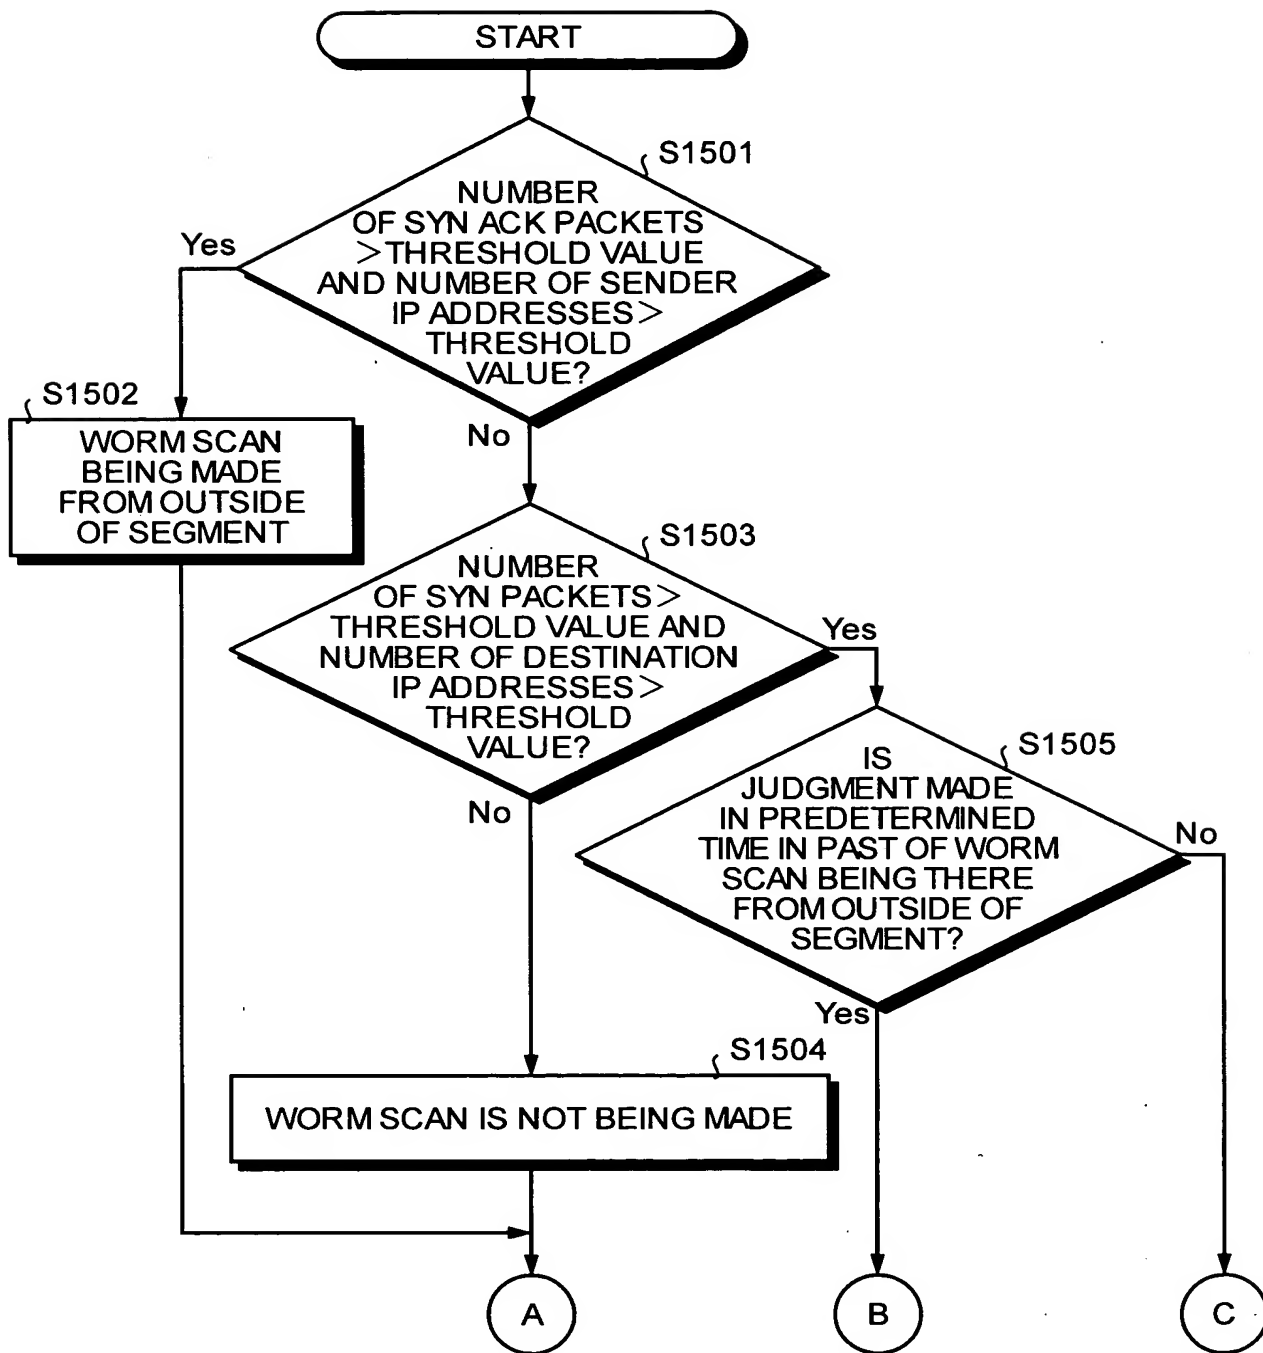 START
S1501
NUMBER
OF SYN ACK PACKETS
>THRESHOLD VALUE
AND NUMBER OF SENDER
IP ADDRESSES>
THRESHOLD
VALUE?
Yes
No
S1502
WORM SCAN
BEING MADE
FROM OUTSIDE
OF SEGMENT
S1503
NUMBER
OF SYN PACKETS>
THRESHOLD VALUE AND
NUMBER OF DESTINATION
IP ADDRESSES>
THRESHOLD
VALUE?
Yes
No
S1505
IS
JUDGMENT MADE
IN PREDETERMINED
TIME IN PAST OF WORM
SCAN BEING THERE
FROM OUTSIDE OF
SEGMENT?
No
Yes
S1504
WORM SCAN IS NOT BEING MADE
A
B
C